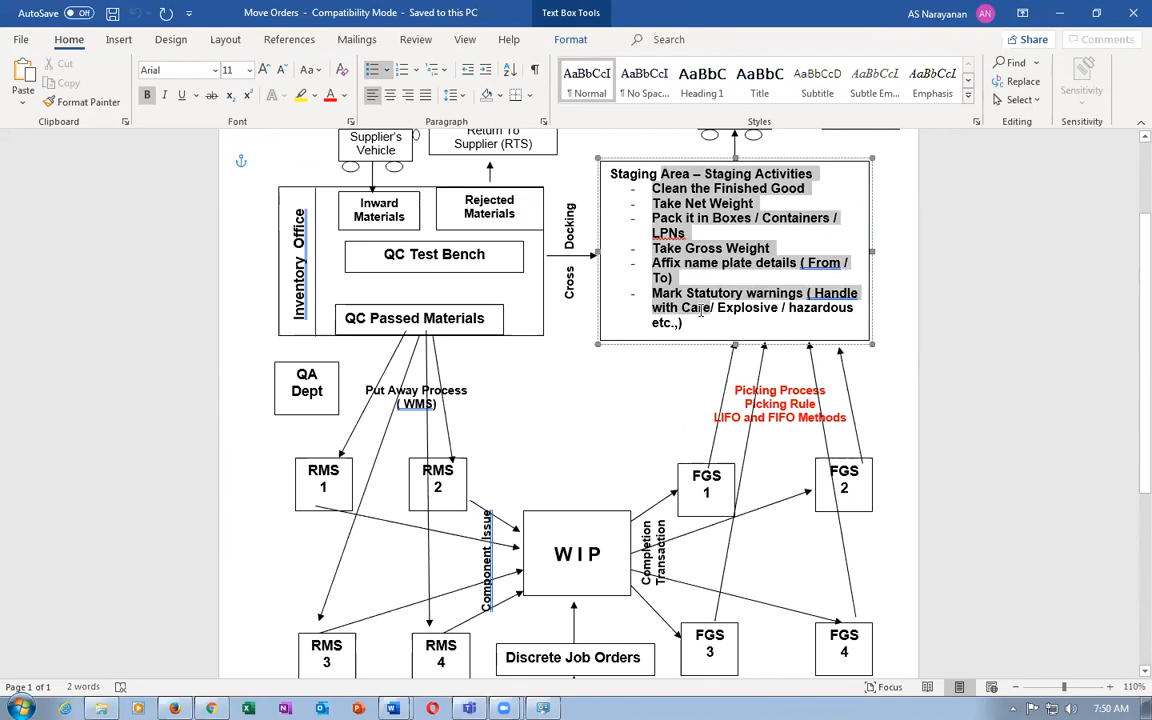 AutoSave Off
Move Orders - Compatibility Mode - Saved to this PC
Text Box Tools
AS Narayanan
AN
File Home Insert Design Layout References Mailings Review View Help Format Search
Share
Comments
Paste
Cut
Copy
Format Painter
Arial 11
Aa
B I U ab x₂ x² A A
AaBbCcI AaBbCcI AaBbC AaBbC AaBbCcD AaBbCcD AaBbCcI
¶ Normal ¶ No Spac... Heading 1 Title Subtitle Subtle Em... Emphasis
Find
Replace
Select
Sensitivity
Clipboard Font Paragraph Styles Editing Sensitivity
Supplier's
Vehicle
Return To
Supplier (RTS)
Inventory Office
Inward
Materials
Rejected
Materials
QC Test Bench
QC Passed Materials
Cross Docking
Staging Area – Staging Activities
- Clean the Finished Good
- Take Net Weight
- Pack it in Boxes / Containers /
LPNs
- Take Gross Weight
- Affix name plate details ( From /
To)
- Mark Statutory warnings ( Handle
with Care/ Explosive / hazardous
etc.,)
QA
Dept
Put Away Process
( WMS)
Picking Process
Picking Rule
LIFO and FIFO Methods
RMS
1
RMS
2
FGS
1
FGS
2
Component Issue
W I P
Completion
Transaction
RMS
3
RMS
4
Discrete Job Orders
FGS
3
FGS
4
Page 1 of 1 2 words
Focus
110%
7:50 AM